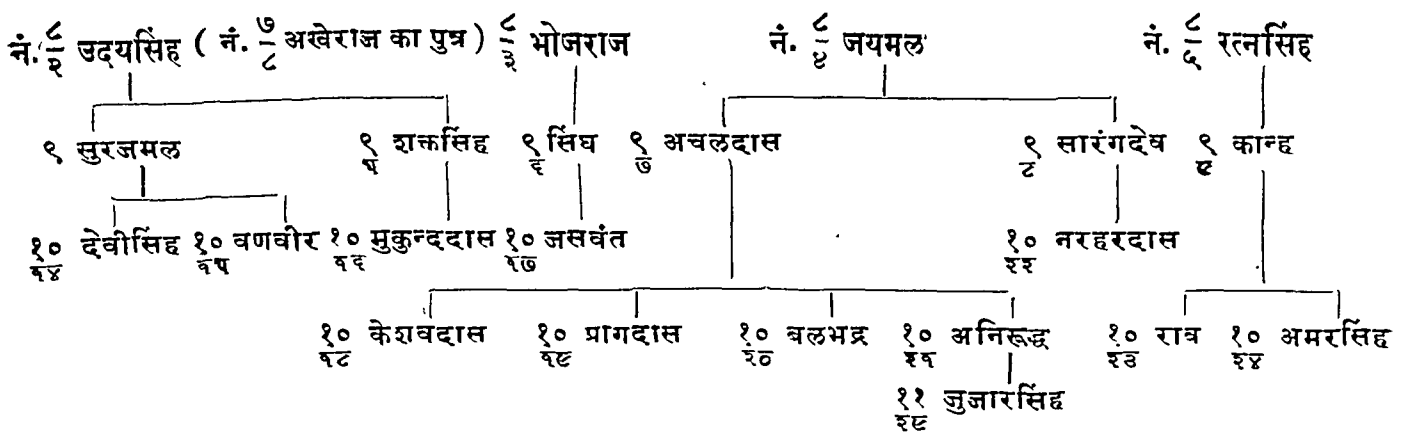 नं. ८/२ उदयसिंह ( नं. ७/८ अखेराज का पुत्र ) ८/३ भोजराज नं. ८/४ जयमल नं. ८/५ रत्नसिंह
९ सुरजमल ९/५ शक्तसिंह ९/६ सिंघ ९/७ अचलदास ९/८ सारंगदेव ९/९ कान्ह
१०/१४ देवीसिंह १०/१५ वणवीर १०/१६ मुकुन्ददास १०/१७ जसवंत १०/२२ नरहरदास
१०/१८ केशवदास १०/१९ प्रागदास १०/२० बलभद्र १०/२१ अनिरूद्ध १०/२३ राव १०/२४ अमरसिंह
११/२९ जुजारसिंह